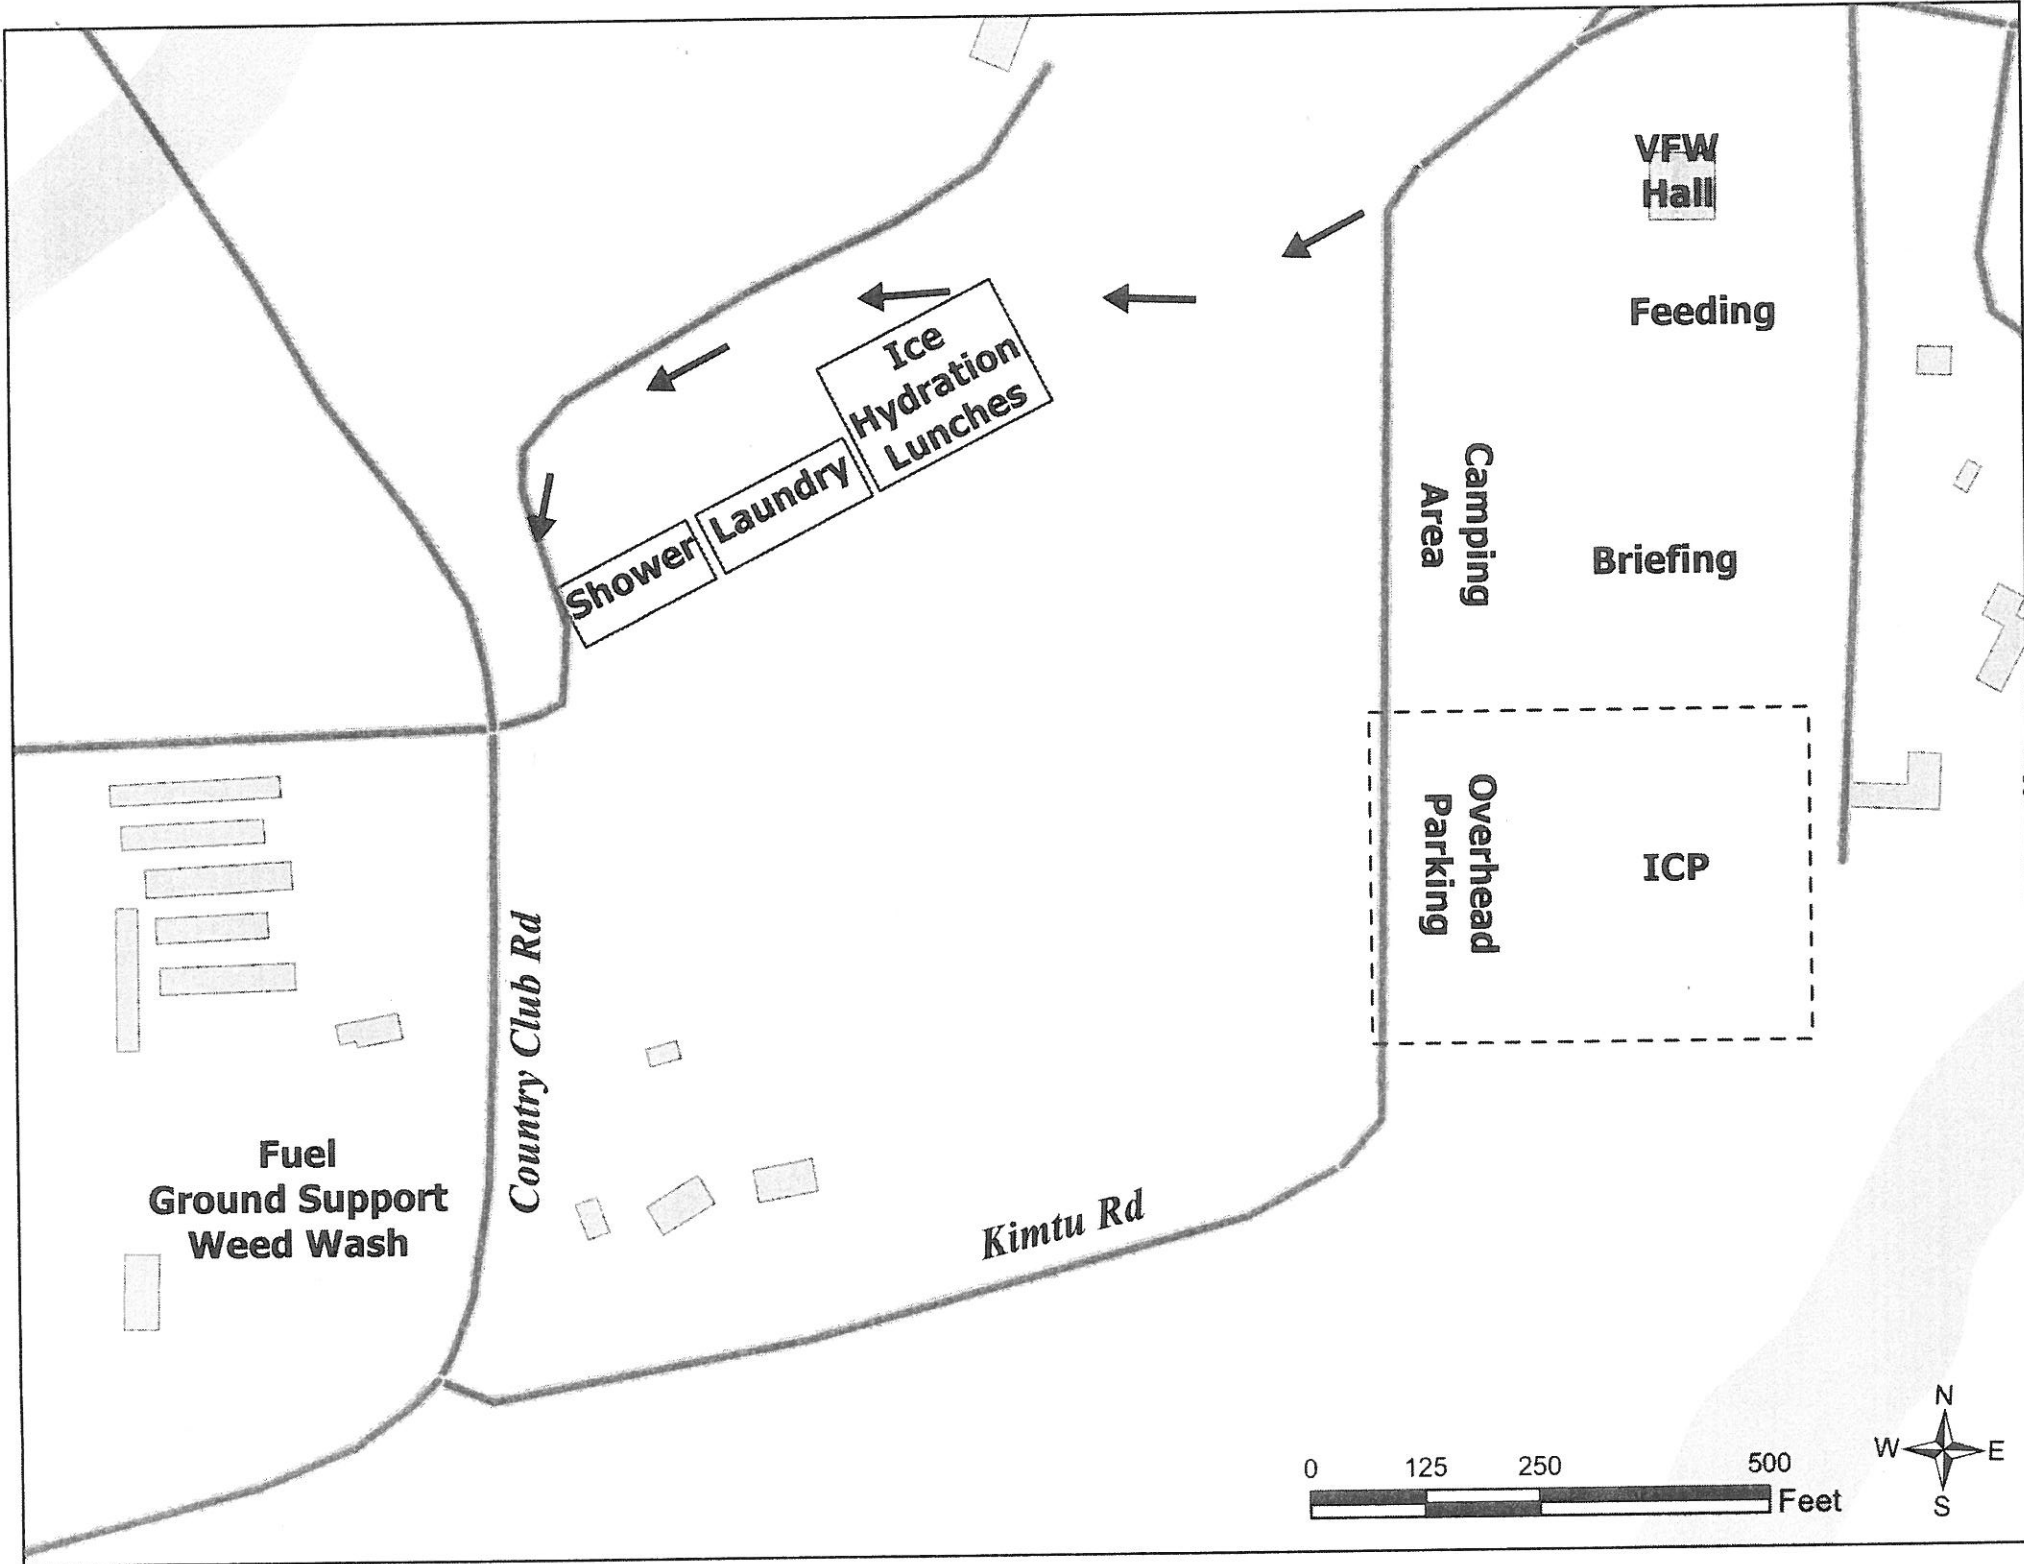 VFW
Hall
Feeding
Ice
Hydration
Lunches
Laundry
Shower
Camping
Area
Briefing
Overhead
Parking
ICP
Country Club Rd
Fuel
Ground Support
Weed Wash
Kimtu Rd
0 125 250 500
Feet
N
W E
S